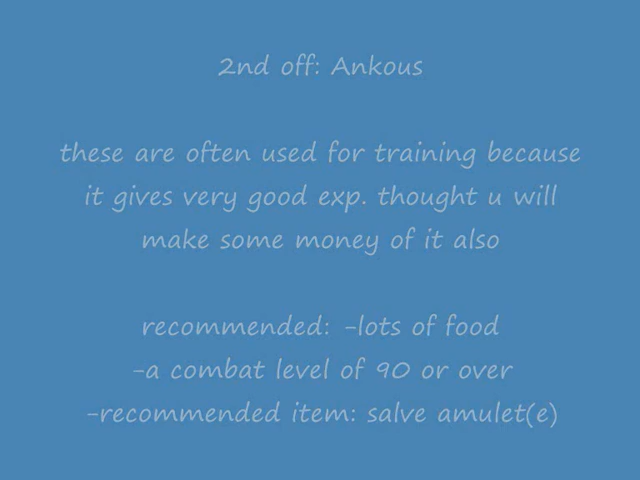 2nd off: Ankous
these are often used for training because
it gives very good exp. thought u will
make some money of it also
recommended: -lots of food
-a combat level of 90 or over
-recommended item: salve amulet(e)